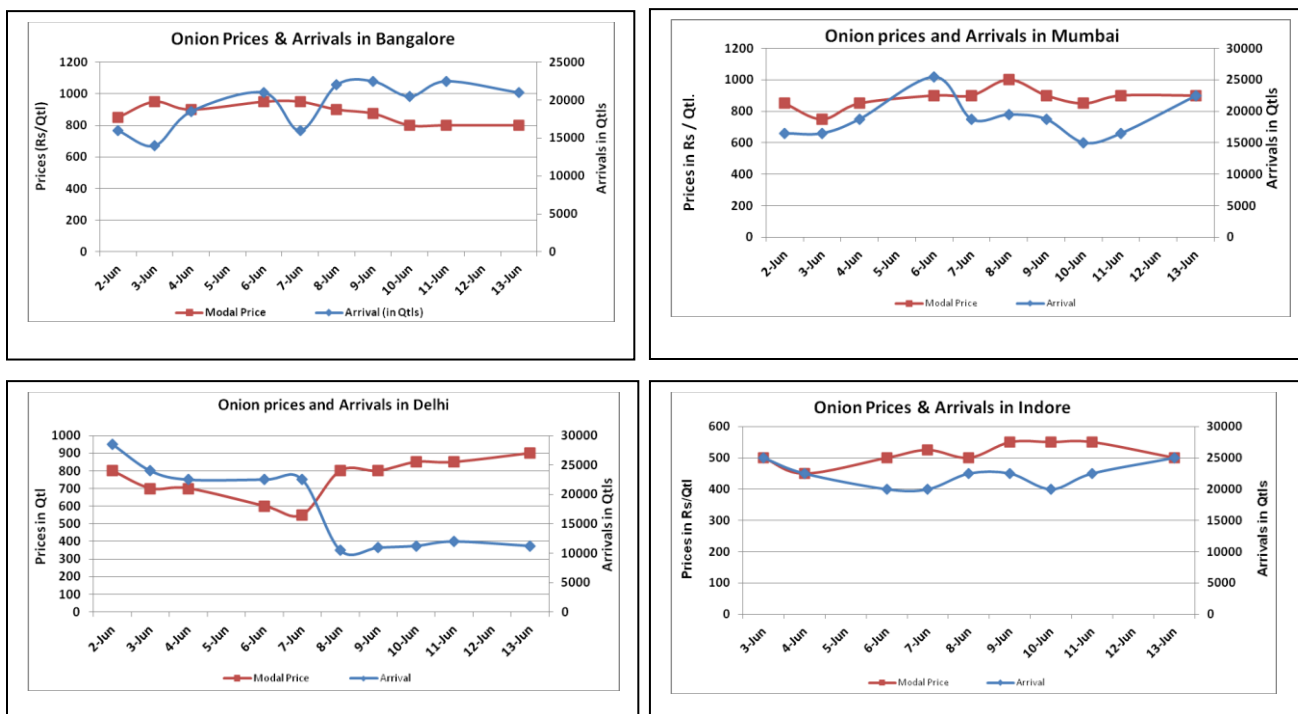 Onion Prices & Arrivals in Bangalore
Prices (Rs/Qtl)
1200
1000
800
600
400
200
0
25000
20000
15000
10000
5000
0
Arrivals in Qtls
2-Jun
3-Jun
4-Jun
5-Jun
6-Jun
7-Jun
8-Jun
9-Jun
10-Jun
11-Jun
12-Jun
13-Jun
Modal Price
Arrival (in Qtls)
Onion prices and Arrivals in Mumbai
Prices in Rs / Qtl.
1200
1000
800
600
400
200
0
30000
25000
20000
15000
10000
5000
0
Arrivals in Qtls
2-Jun
3-Jun
4-Jun
5-Jun
6-Jun
7-Jun
8-Jun
9-Jun
10-Jun
11-Jun
12-Jun
13-Jun
Modal Price
Arrival
Onion prices and Arrivals in Delhi
Prices in Qtl
1000
900
800
700
600
500
400
300
200
100
0
30000
25000
20000
15000
10000
5000
0
Arrivals in Qtls
2-Jun
3-Jun
4-Jun
5-Jun
6-Jun
7-Jun
8-Jun
9-Jun
10-Jun
11-Jun
12-Jun
13-Jun
Modal Price
Arrival
Onion Prices & Arrivals in Indore
Prices in Rs/Qtl
600
500
400
300
200
100
0
30000
25000
20000
15000
10000
5000
0
Arrivals in Qtls
3-Jun
4-Jun
5-Jun
6-Jun
7-Jun
8-Jun
9-Jun
10-Jun
11-Jun
12-Jun
13-Jun
Modal Price
Arrival